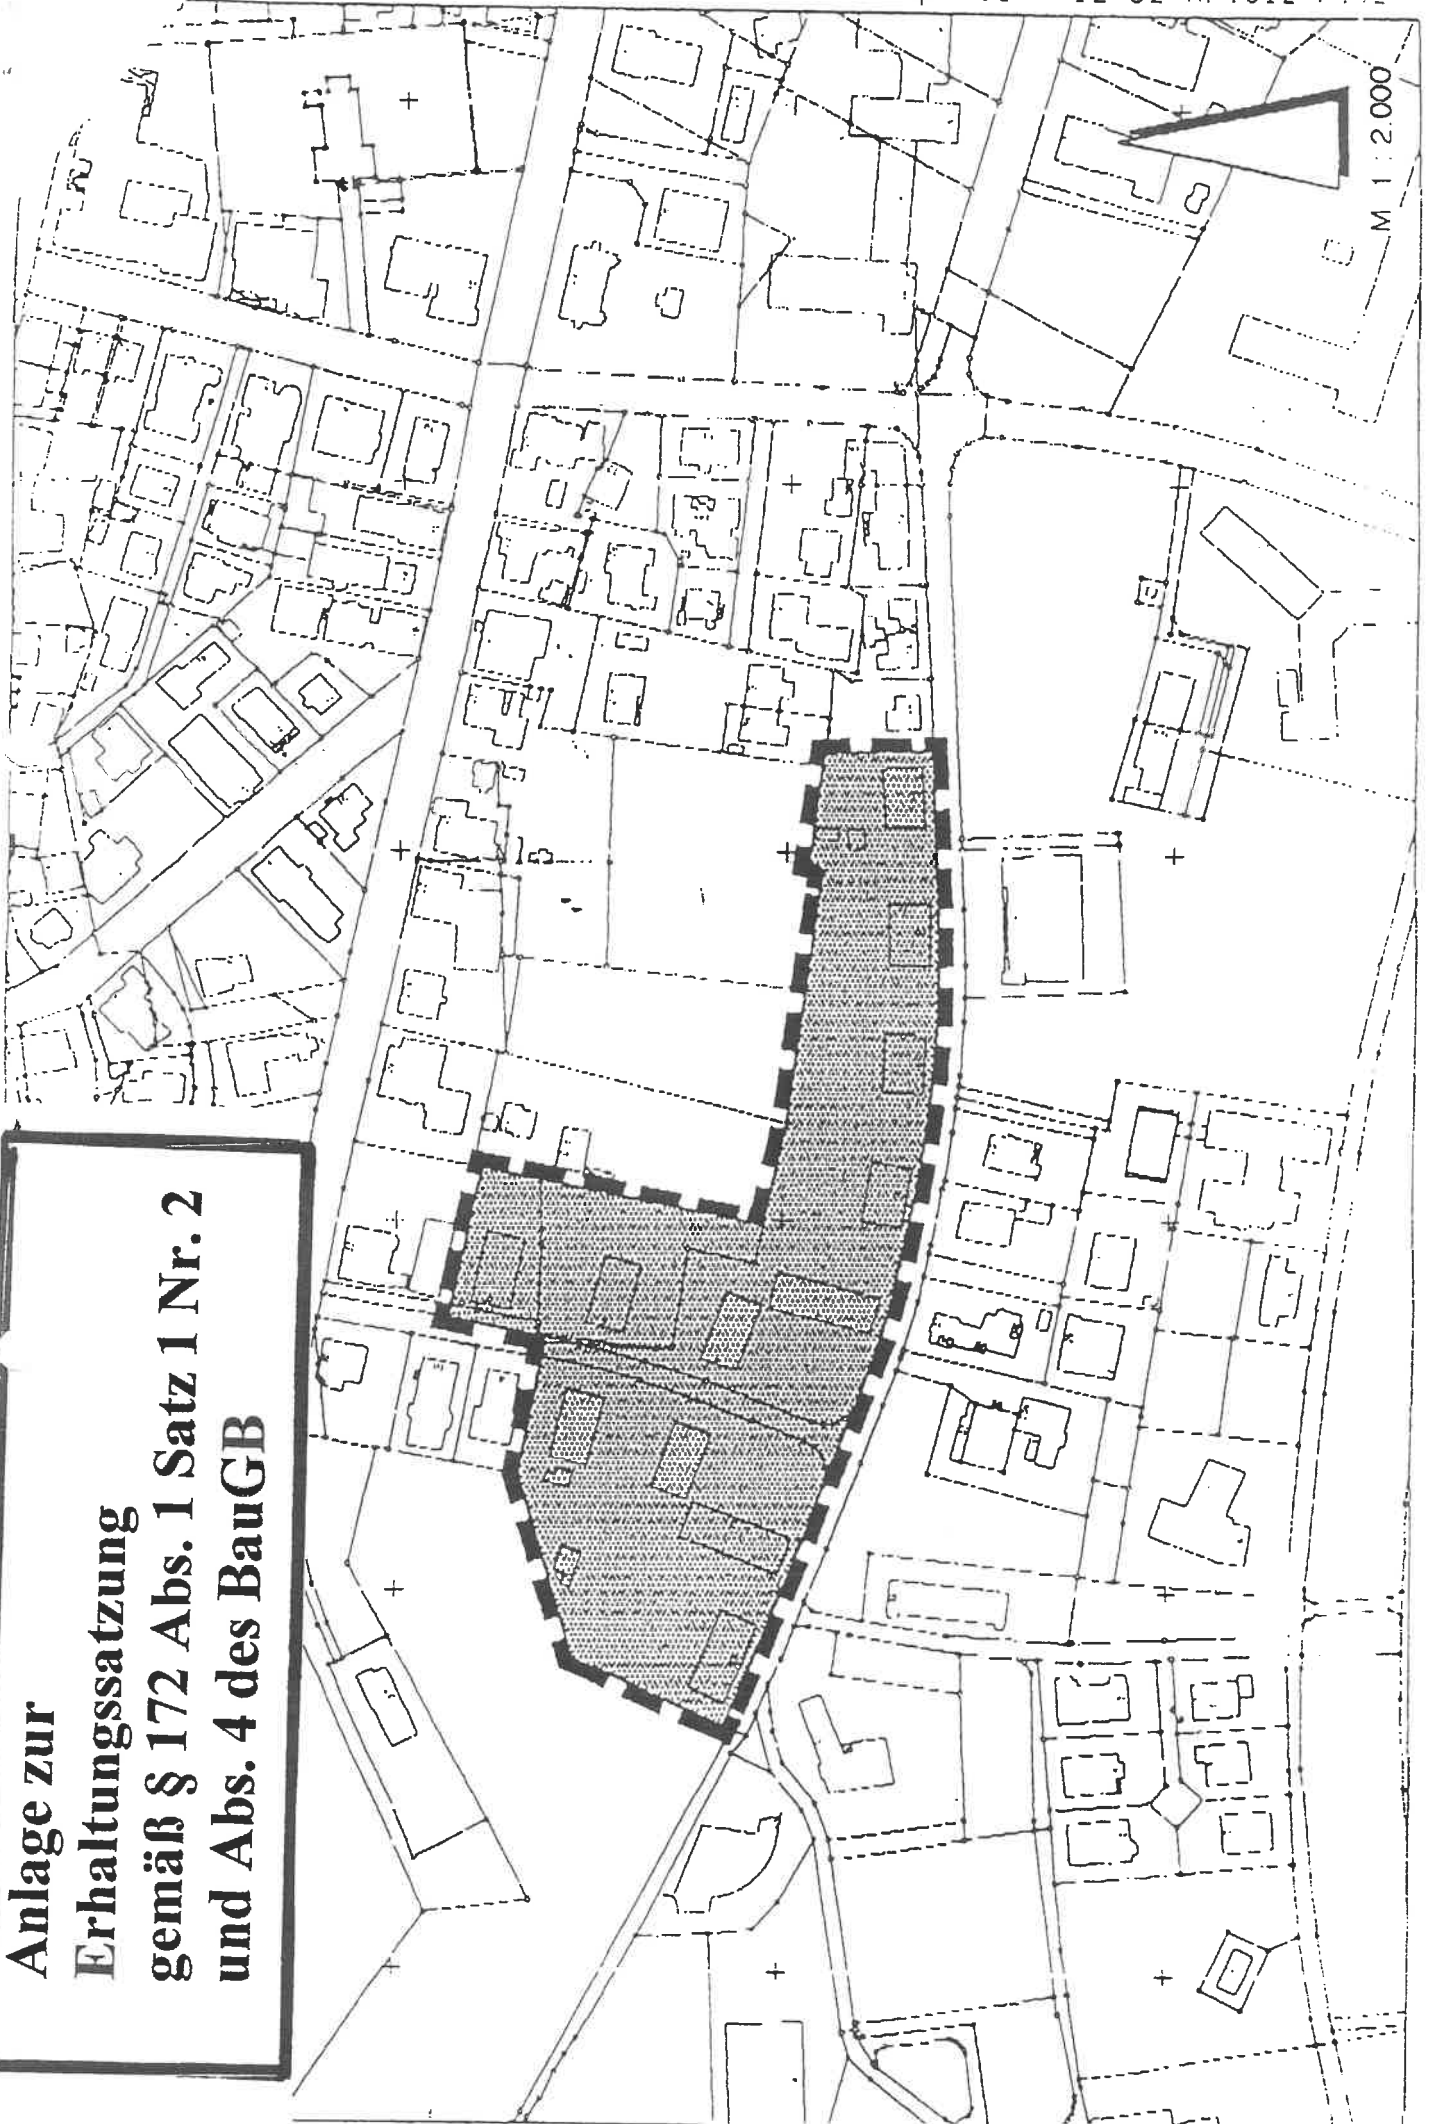 Anlage zur
Erhaltungssatzung
gemäß § 172 Abs. 1 Satz 1 Nr. 2
und Abs. 4 des BauGB
M 1 : 2.000